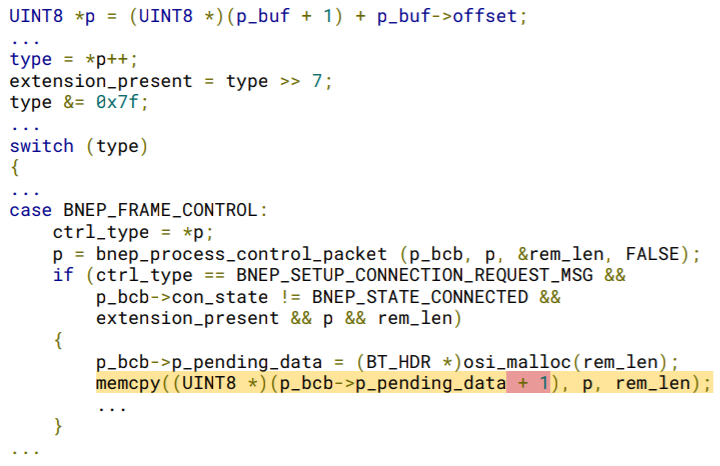 UINT8 *p = (UINT8 *)(p_buf + 1) + p_buf->offset;
...
type = *p++;
extension_present = type >> 7;
type &= 0x7f;
...
switch (type)
{
...
case BNEP_FRAME_CONTROL:
    ctrl_type = *p;
    p = bnep_process_control_packet (p_bcb, p, &rem_len, FALSE);
    if (ctrl_type == BNEP_SETUP_CONNECTION_REQUEST_MSG &&
        p_bcb->con_state != BNEP_STATE_CONNECTED &&
        extension_present && p && rem_len)
    {
        p_bcb->p_pending_data = (BT_HDR *)osi_malloc(rem_len);
        memcpy((UINT8 *)(p_bcb->p_pending_data + 1), p, rem_len);
        ...
    }
...